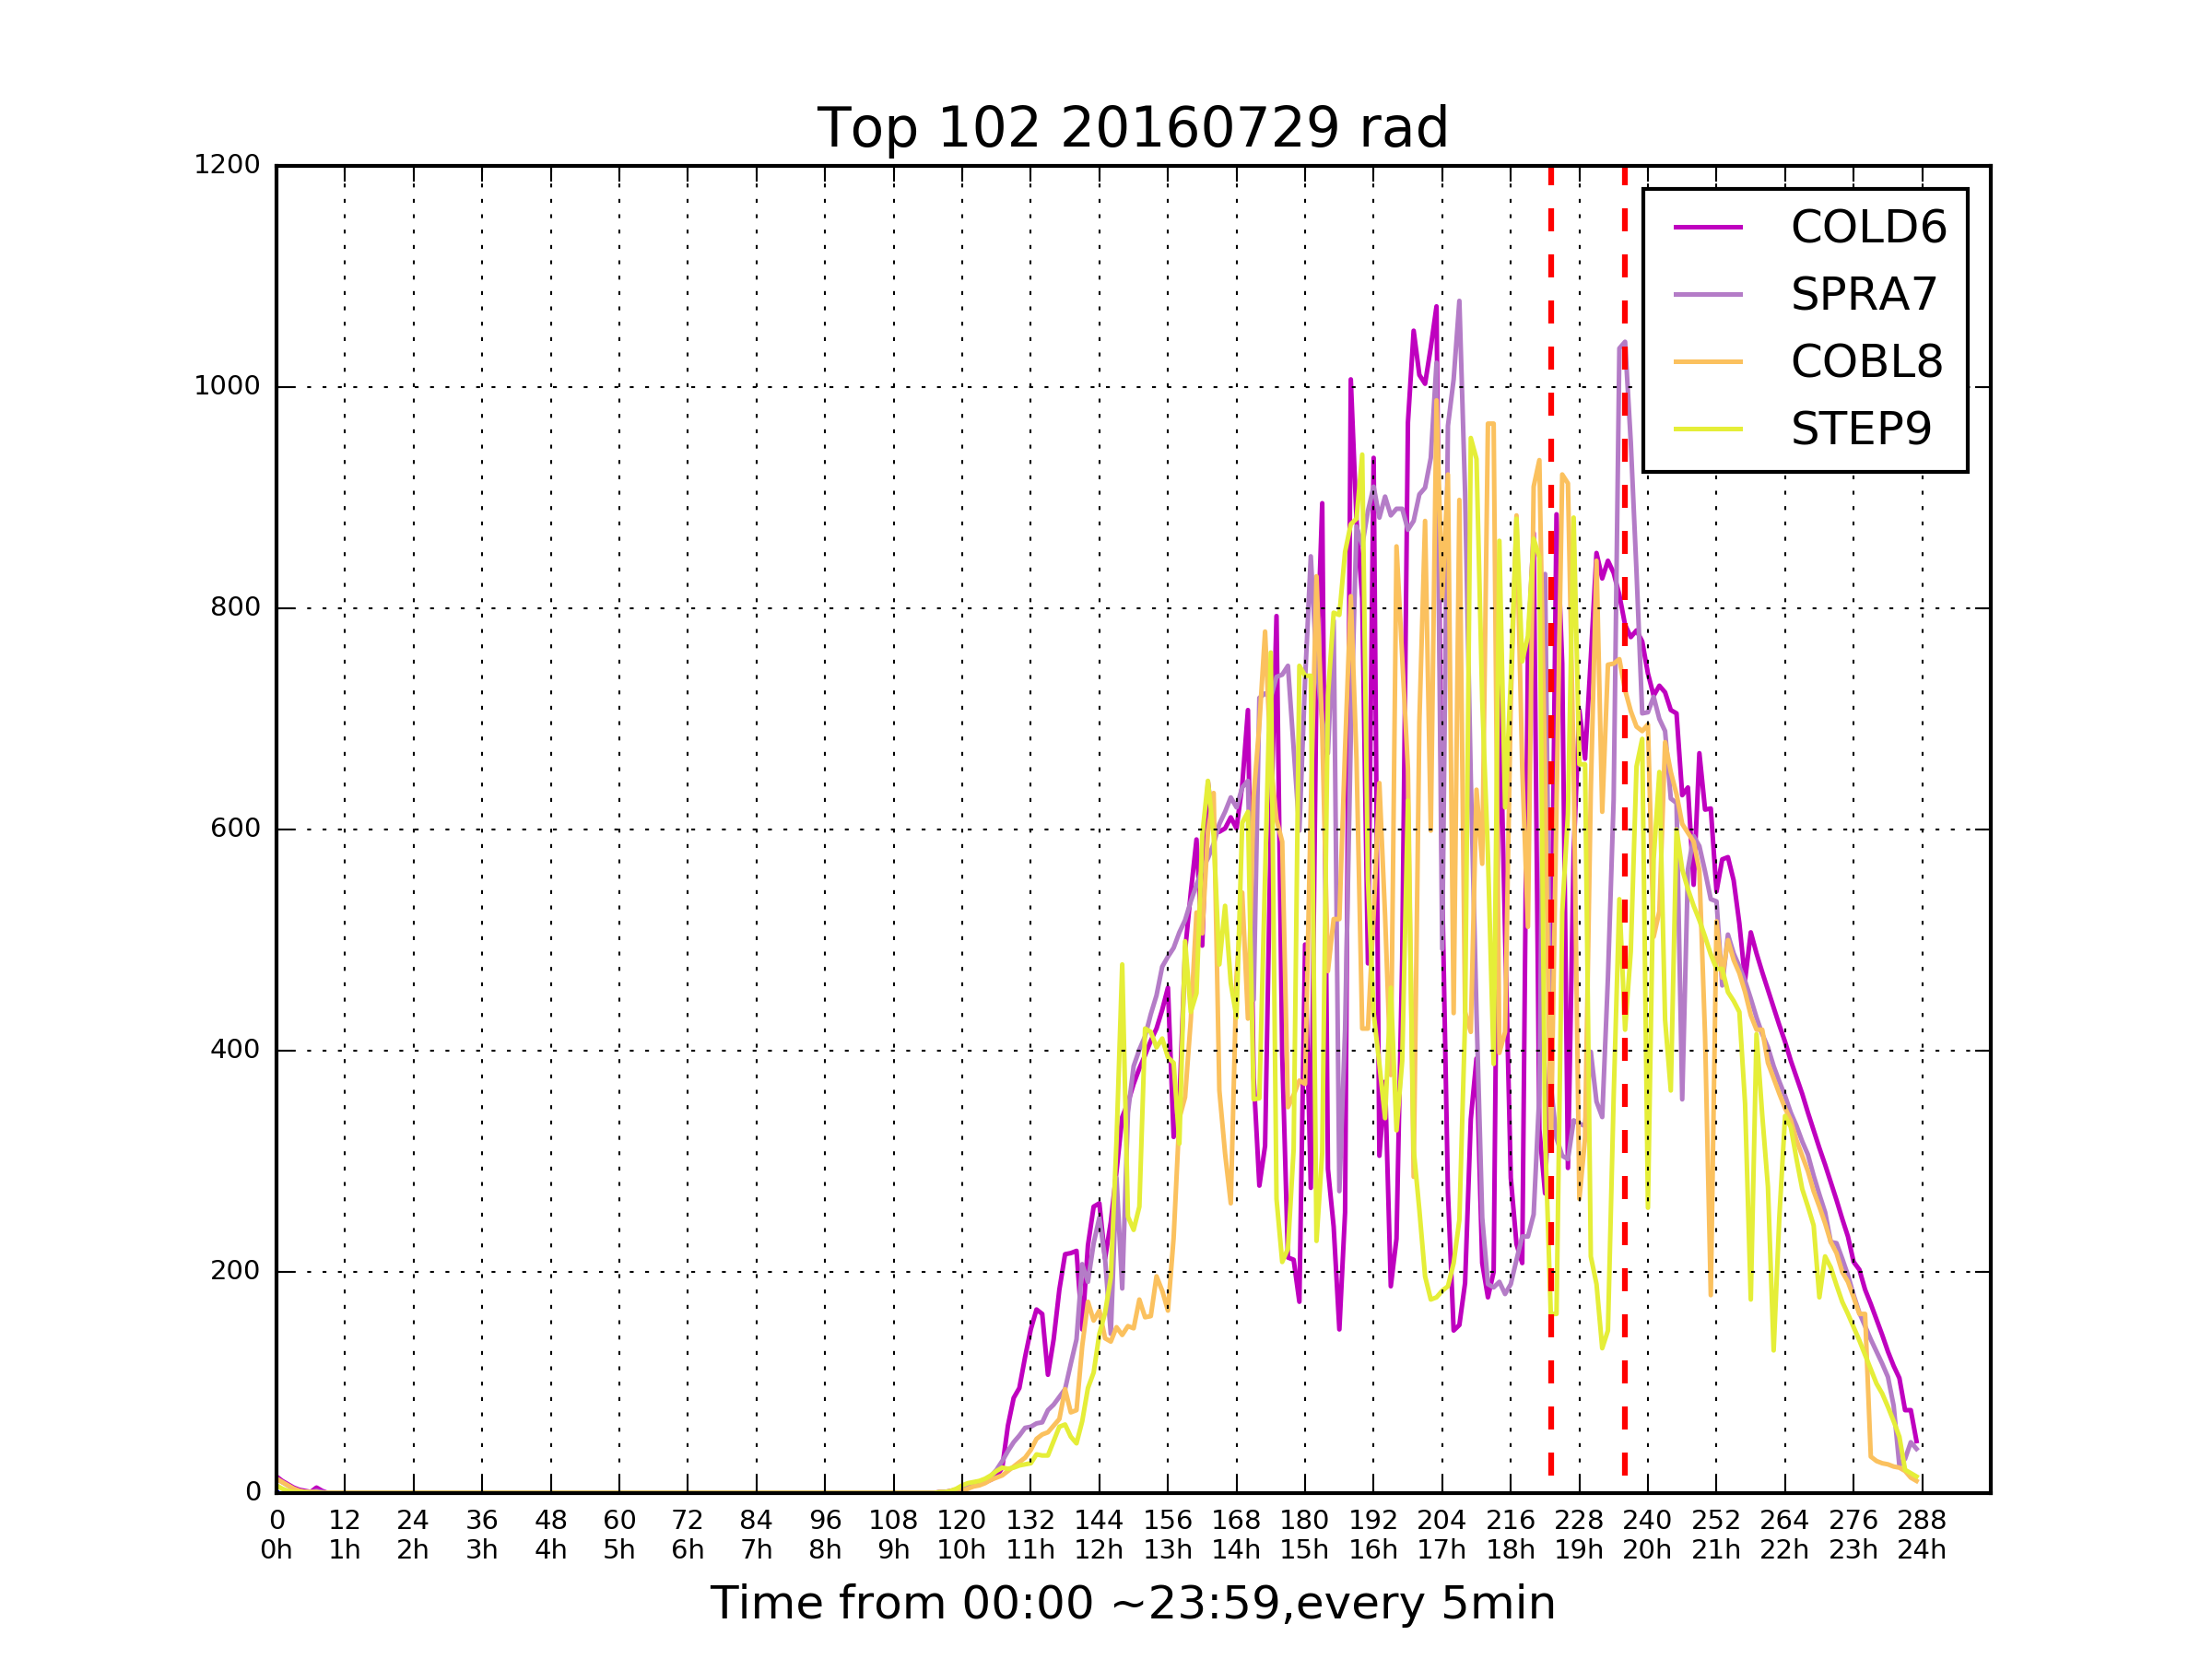 Top 102 20160729 rad
1200
1000
800
600
400
200
0
COLD6
SPRA7
COBL8
STEP9
0 12 24 36 48 60 72 84 96 108 120 132 144 156 168 180 192 204 216 228 240 252 264 276 288
0h 1h 2h 3h 4h 5h 6h 7h 8h 9h 10h 11h 12h 13h 14h 15h 16h 17h 18h 19h 20h 21h 22h 23h 24h
Time from 00:00 ~23:59,every 5min